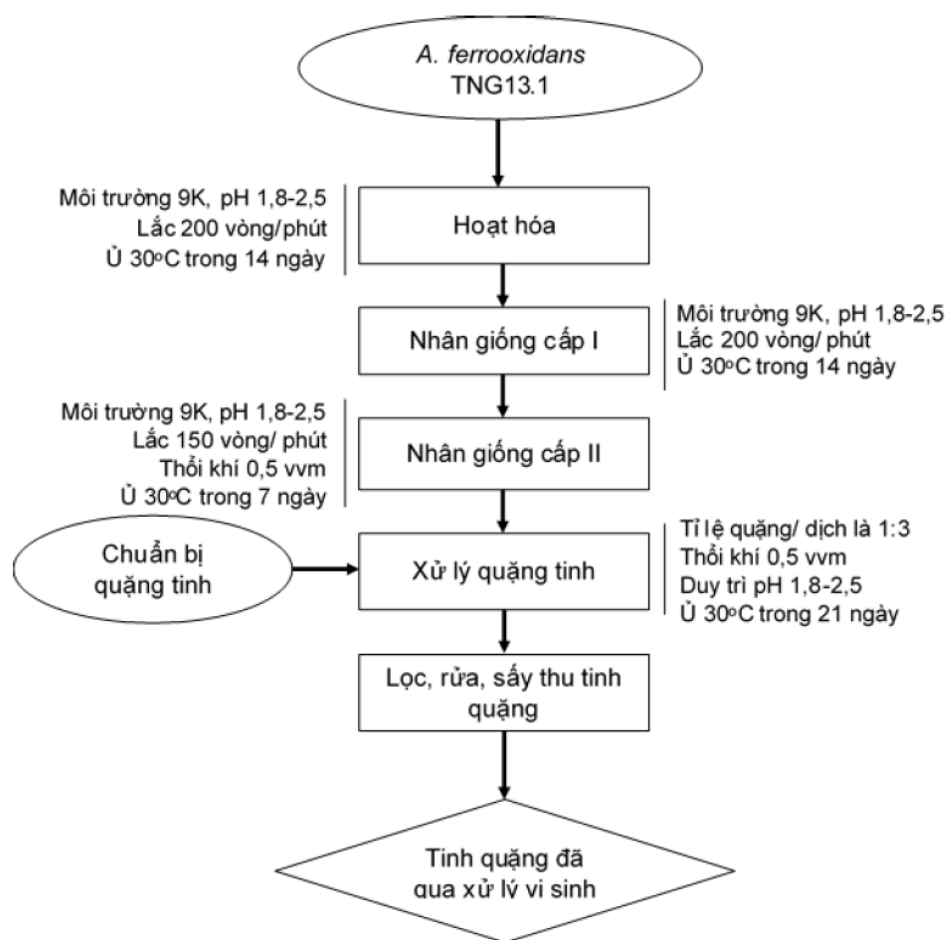 A. ferrooxidans
TNG13.1
Môi trường 9K, pH 1,8-2,5
Lắc 200 vòng/phút
Ủ 30ºC trong 14 ngày
Hoạt hóa
Nhân giống cấp I
Môi trường 9K, pH 1,8-2,5
Lắc 200 vòng/ phút
Ủ 30ºC trong 14 ngày
Môi trường 9K, pH 1,8-2,5
Lắc 150 vòng/ phút
Thổi khí 0,5 vvm
Ủ 30ºC trong 7 ngày
Nhân giống cấp II
Chuẩn bị
quặng tinh
Xử lý quặng tinh
Tỉ lệ quặng/ dịch là 1:3
Thổi khí 0,5 vvm
Duy trì pH 1,8-2,5
Ủ 30ºC trong 21 ngày
Lọc, rửa, sấy thu tinh
quặng
Tinh quặng đã
qua xử lý vi sinh